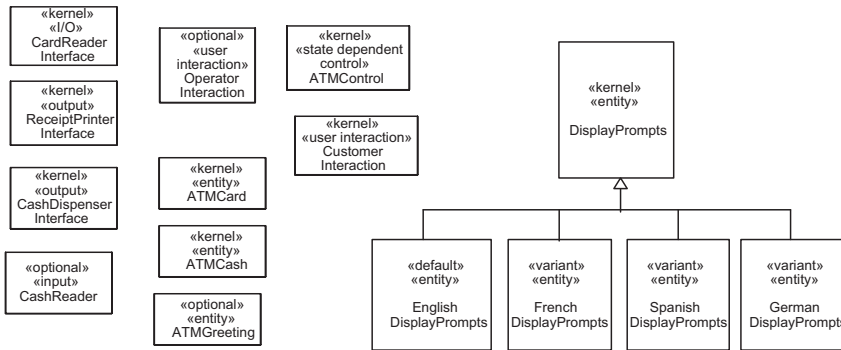 «kernel»
«I/O»
CardReader
Interface
«kernel»
«output»
ReceiptPrinter
Interface
«kernel»
«output»
CashDispenser
Interface
«optional»
«input»
CashReader
«optional»
«user
interaction»
Operator
Interaction
«kernel»
«entity»
ATMCard
«kernel»
«entity»
ATMCash
«optional»
«entity»
ATMGreeting
«kernel»
«state dependent
control»
ATMControl
«kernel»
«user interaction»
Customer
Interaction
«kernel»
«entity»
DisplayPrompts
«default»
«entity»
English
DisplayPrompts
«variant»
«entity»
French
DisplayPrompts
«variant»
«entity»
Spanish
DisplayPrompts
«variant»
«entity»
German
DisplayPrompts